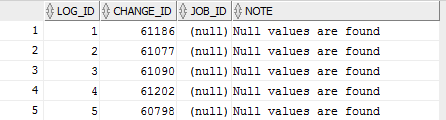 LOG_ID CHANGE_ID JOB_ID NOTE
1 1 61186 (null) Null values are found
2 2 61077 (null) Null values are found
3 3 61090 (null) Null values are found
4 4 61202 (null) Null values are found
5 5 60798 (null) Null values are found